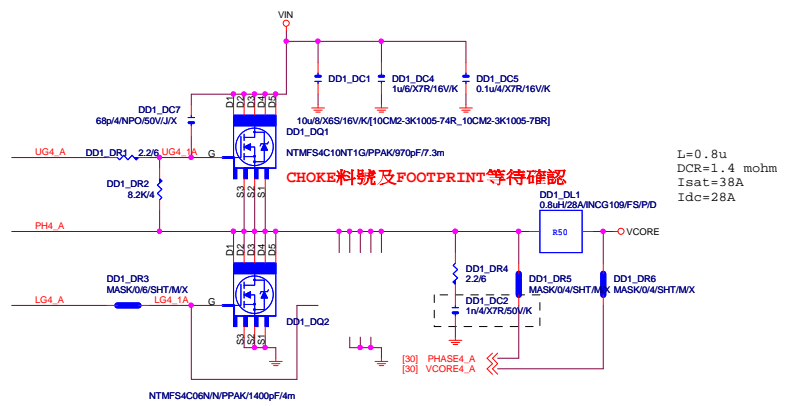 VIN
DD1_DC7
68p/4/NPO/50V/J/X
D1
D2
D3
D4
D5
DD1_DC1
DD1_DC4
1u/6/X7R/16V/K
DD1_DC5
0.1u/4/X7R/16V/K
10u/8/X6S/16V/K/[10CM2-3K1005-74R_10CM2-3K1005-7BR]
DD1_DQ1
NTMFS4C10NT1G/PPAK/970pF/7.3m
UG4_A
DD1_DR1
2.2/6
UG4_1A
G
DD1_DR2
8.2K/4
S3
S2
S1
CHOKE料號及FOOTPRINT等待確認
L=0.8u
DCR=1.4 mohm
Isat=38A
Idc=28A
DD1_DL1
0.8uH/28A/INCG109/FS/P/D
R50
VCORE
PH4_A
D1
D2
D3
D4
D5
DD1_DR3
MASK/0/6/SHT/M/X
LG4_A
LG4_1A
G
DD1_DQ2
S3
S2
S1
DD1_DR4
2.2/6
DD1_DC2
1n/4/X7R/50V/K
DD1_DR5
MASK/0/4/SHT/M/X
DD1_DR6
MASK/0/4/SHT/M/X
[30] PHASE4_A
[30] VCORE4_A
NTMFS4C06N/N/PPAK/1400pF/4m